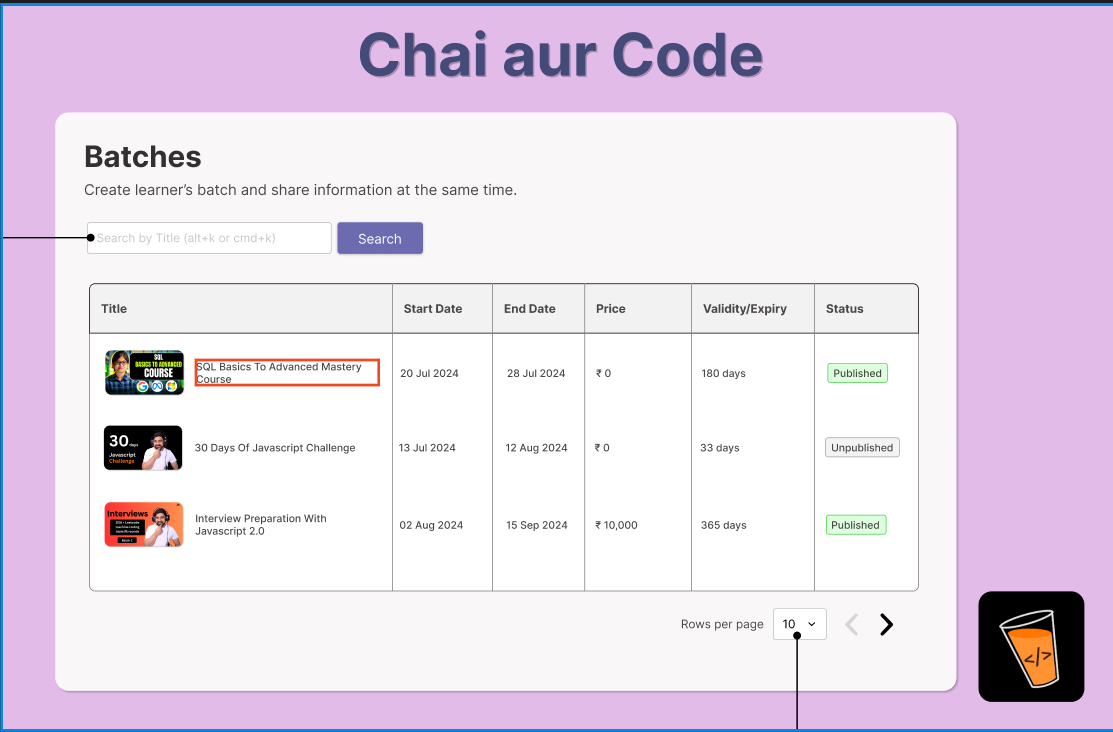 Chai aur Code
Batches
Create learner’s batch and share information at the same time.
Search by Title (alt+k or cmd+k)
Search
Title
Start Date
End Date
Price
Validity/Expiry
Status
SQL
BASICS TO ADVANCED
COURSE
SQL Basics To Advanced Mastery
Course
20 Jul 2024
28 Jul 2024
₹ 0
180 days
Published
30 days
Javascript
Challenge
30 Days Of Javascript Challenge
13 Jul 2024
12 Aug 2024
₹ 0
33 days
Unpublished
Interviews
Interview Preparation With
Javascript 2.0
02 Aug 2024
15 Sep 2024
₹ 10,000
365 days
Published
Rows per page
10
</>